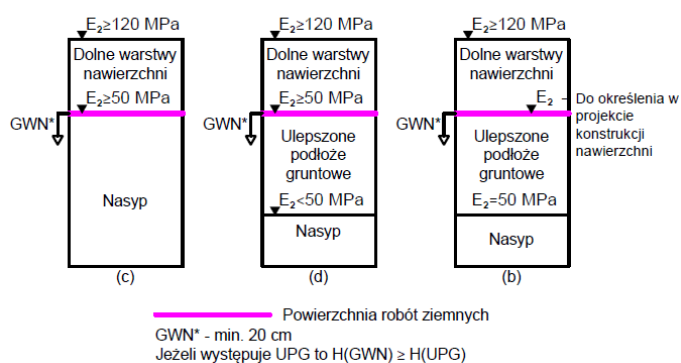 E₂≥120 MPa
Dolne warstwy
nawierzchni
E₂≥50 MPa
GWN*
Nasyp
(c)
E₂≥120 MPa
Dolne warstwy
nawierzchni
E₂≥50 MPa
GWN*
Ulepszone
podłoże
gruntowe
E₂<50 MPa
Nasyp
(d)
E₂≥120 MPa
Dolne warstwy
nawierzchni
E₂ – Do określenia w
projekcie
konstrukcji
nawierzchni
GWN*
Ulepszone
podłoże
gruntowe
E₂=50 MPa
Nasyp
(b)
Powierzchnia robót ziemnych
GWN* - min. 20 cm
Jeżeli występuje UPG to H(GWN) ≥ H(UPG)